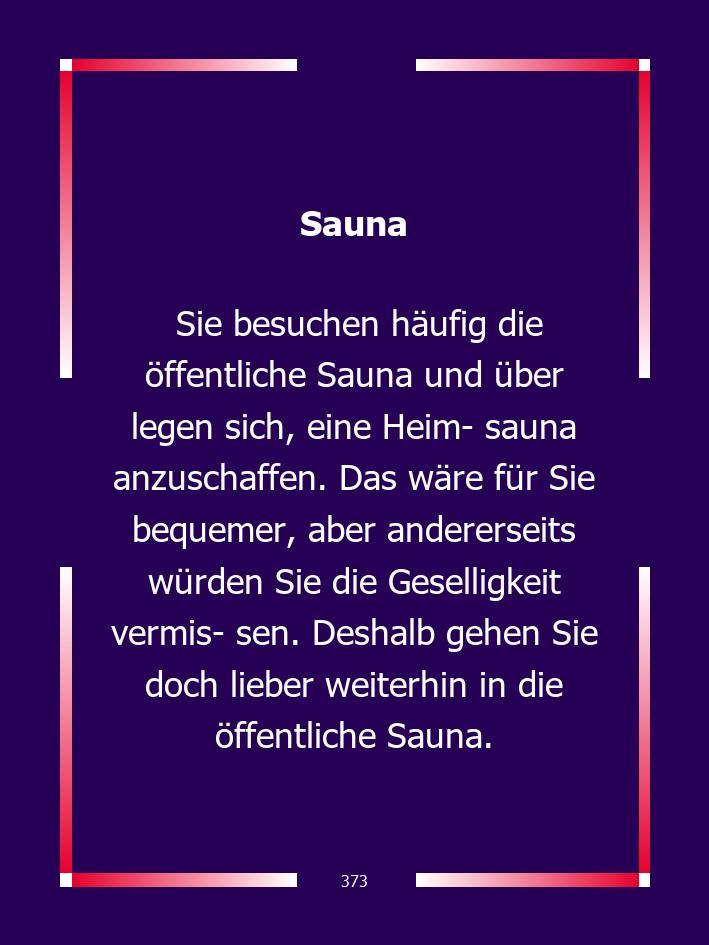 Sauna
Sie besuchen häufig die
öffentliche Sauna und über
legen sich, eine Heim- sauna
anzuschaffen. Das wäre für Sie
bequemer, aber andererseits
würden Sie die Geselligkeit
vermis- sen. Deshalb gehen Sie
doch lieber weiterhin in die
öffentliche Sauna.
373